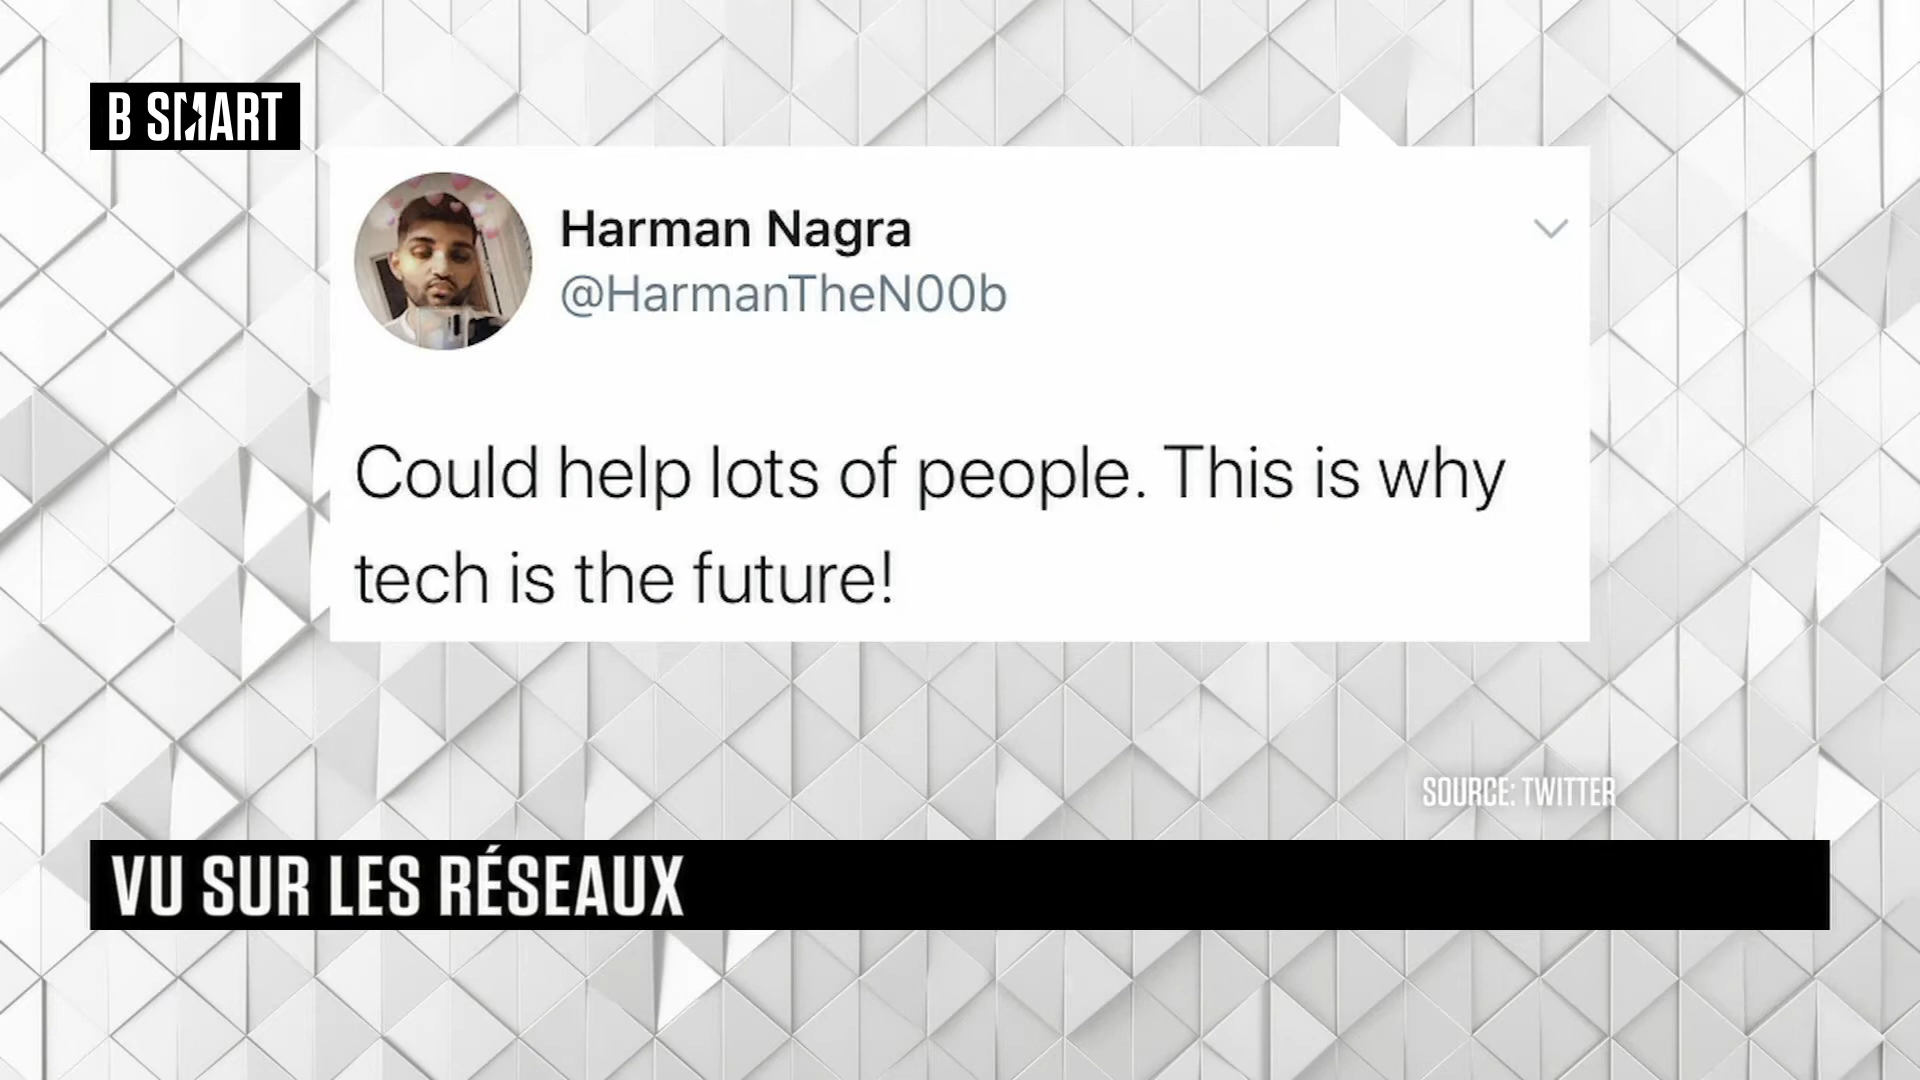 B SMART
Harman Nagra
@HarmanTheN00b
Could help lots of people. This is why
tech is the future!
SOURCE: TWITTER
VU SUR LES RÉSEAUX